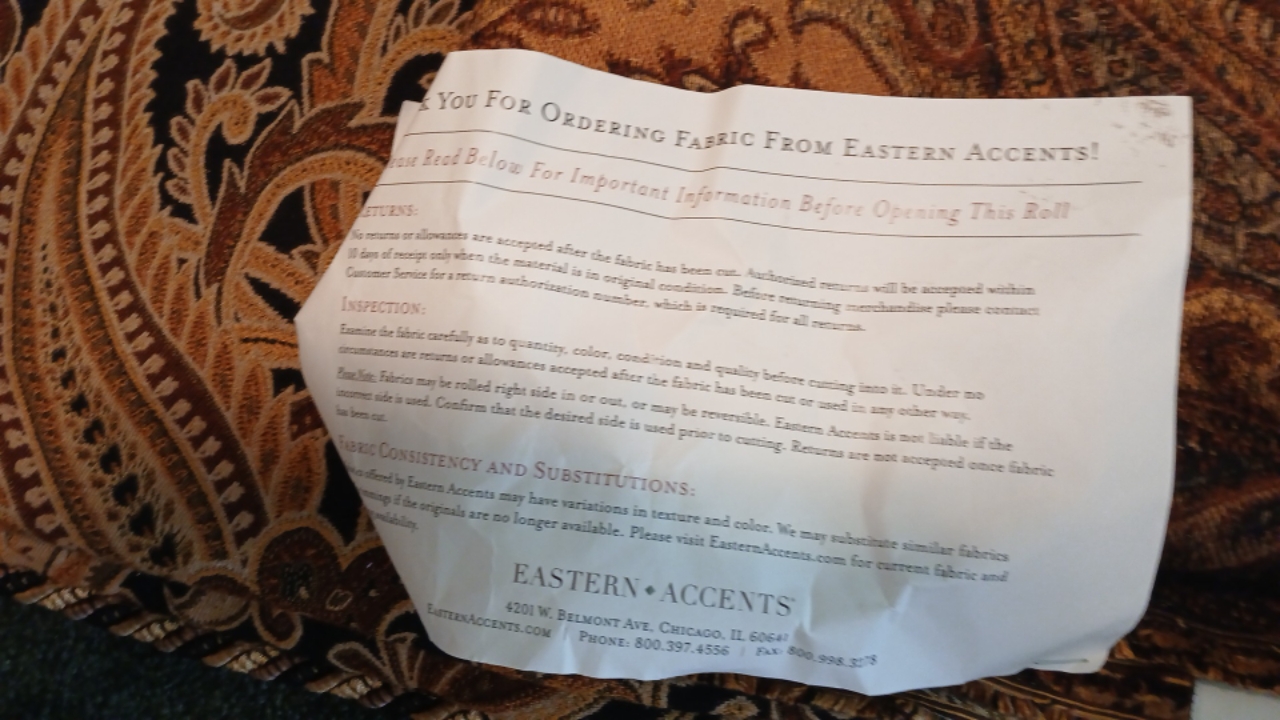 You For Ordering Fabric From Eastern Accents!
Read Below For Important Information Before Opening This Roll
ETURNS:
No returns or allowances are accepted after the fabric has been cut. Authorized returns will be accepted within
10 days of receipt only when the material is in original condition. Before returning merchandise please contact
Customer Service for a return authorization number, which is required for all returns.
INSPECTION:
Examine the fabric carefully as to quantity, color, condition and quality before cutting into it. Under no
circumstances are returns or allowances accepted after the fabric has been cut or used in any other way.
Please Note: Fabrics may be rolled right side in or out, or may be reversible. Eastern Accents is not liable if the
incorrect side is used. Confirm that the desired side is used prior to cutting. Returns are not accepted once fabric
has been cut.
FABRIC CONSISTENCY AND SUBSTITUTIONS:
offered by Eastern Accents may have variations in texture and color. We may substitute similar fabrics
if the originals are no longer available. Please visit EasternAccents.com for current fabric and
availability.
EASTERN • ACCENTS
4201 W. Belmont Ave, Chicago, IL 60641
EasternAccents.com | Phone: 800.397.4556 | Fax: 800.998.3278